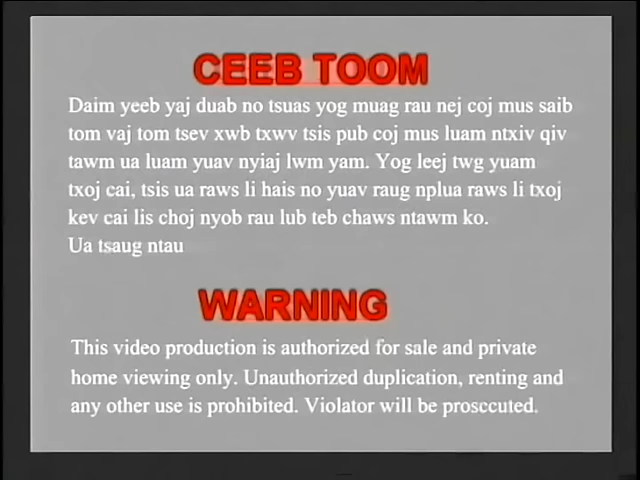 CEEB TOOM
Daim yeeb yaj duab no tsuas yog muag rau nej coj mus saib
tom vaj tom tsev xwb txwv tsis pub coj mus luam ntxiv qiv
tawm ua luam yuav nyiaj lwm yam. Yog leej twg yuam
txoj cai, tsis ua raws li hais no yuav raug nplua raws li txoj
kev cai lis choj nyob rau lub teb chaws ntawm ko.
Ua tsaug ntau
WARNING
This video production is authorized for sale and private
home viewing only. Unauthorized duplication, renting and
any other use is prohibited. Violator will be prosccuted.